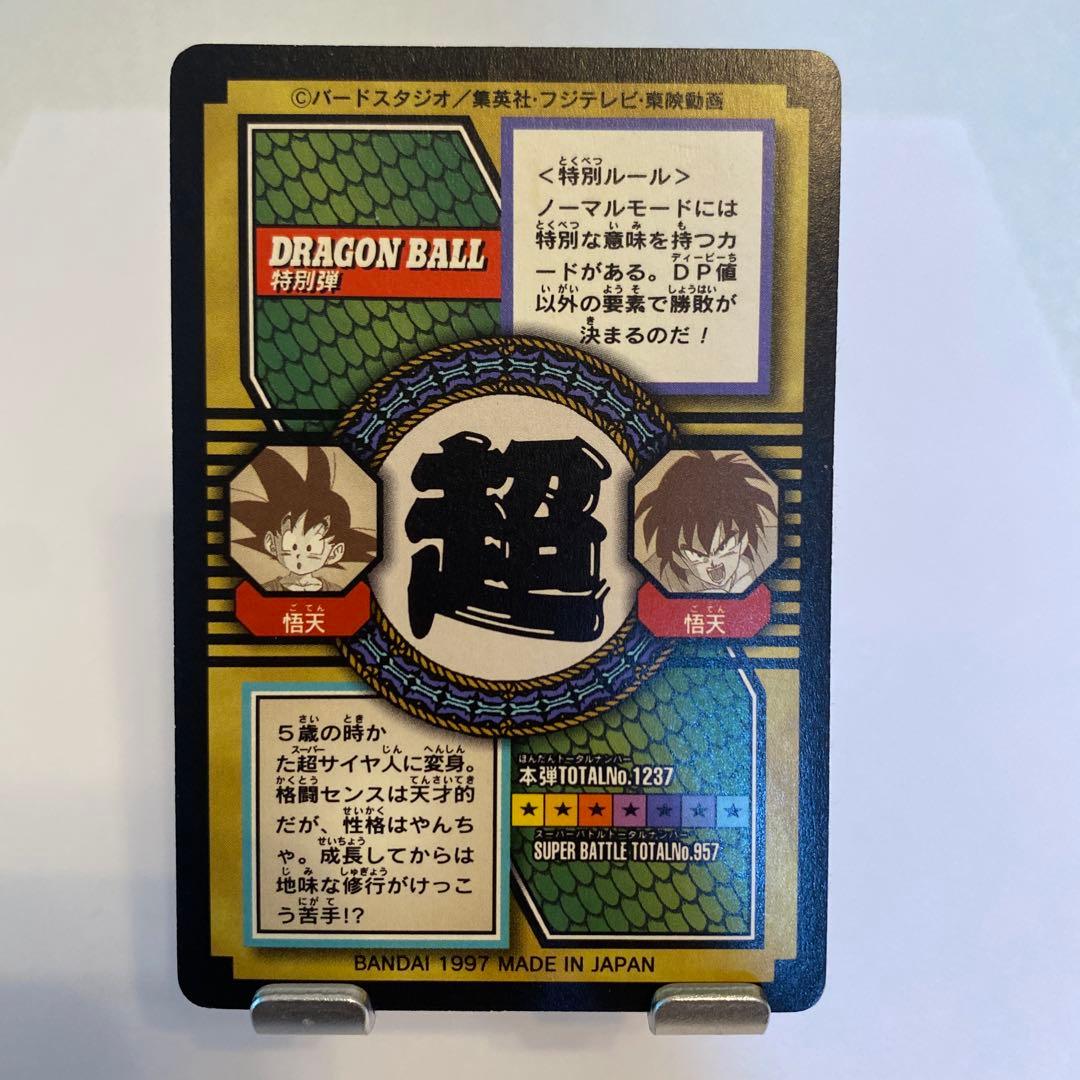 ©バードスタジオ／集英社・フジテレビ・東映動画
DRAGON BALL
特別弾
とくべつ
＜特別ルール＞
ノーマルモードには
とくべつ いみ も
特別な意味を持つカ
ディーピーち
ードがある。DP値
いがい ようそ しょうはい
以外の要素で勝敗が
き
決まるのだ！
超
ごてん
悟天
ごてん
悟天
さい とき
5歳の時か
スーパー じん へんしん
た超サイヤ人に変身。
かくとう てんさいてき
格闘センスは天才的
せいかく
だが、性格はやんち
せいちょう
ゃ。成長してからは
じみ しゅぎょう
地味な修行がけっこ
にがて
う苦手!?
ほんだんトータルナンバー
本弾TOTALNo.1237
スーパーバトルトータルナンバー
SUPER BATTLE TOTALNo.957
BANDAI 1997 MADE IN JAPAN